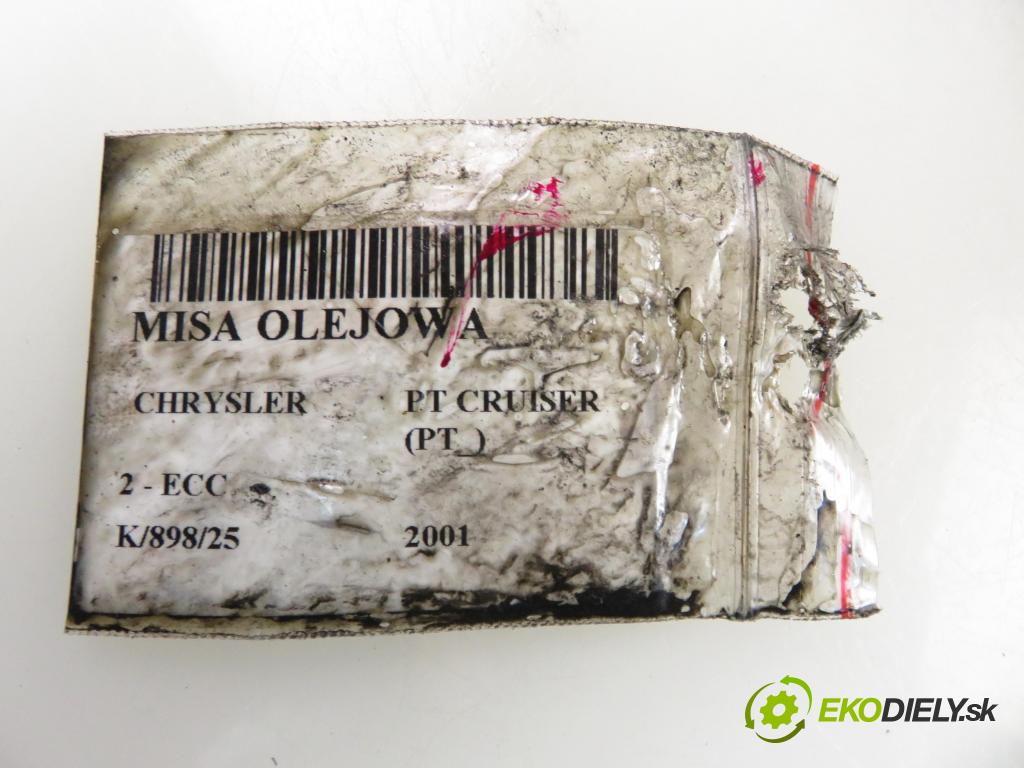 MISA OLEJOWA
CHRYSLER PT CRUISER
(PT_)
2 - ECC
K/898/25 2001
EKODIELY.sk